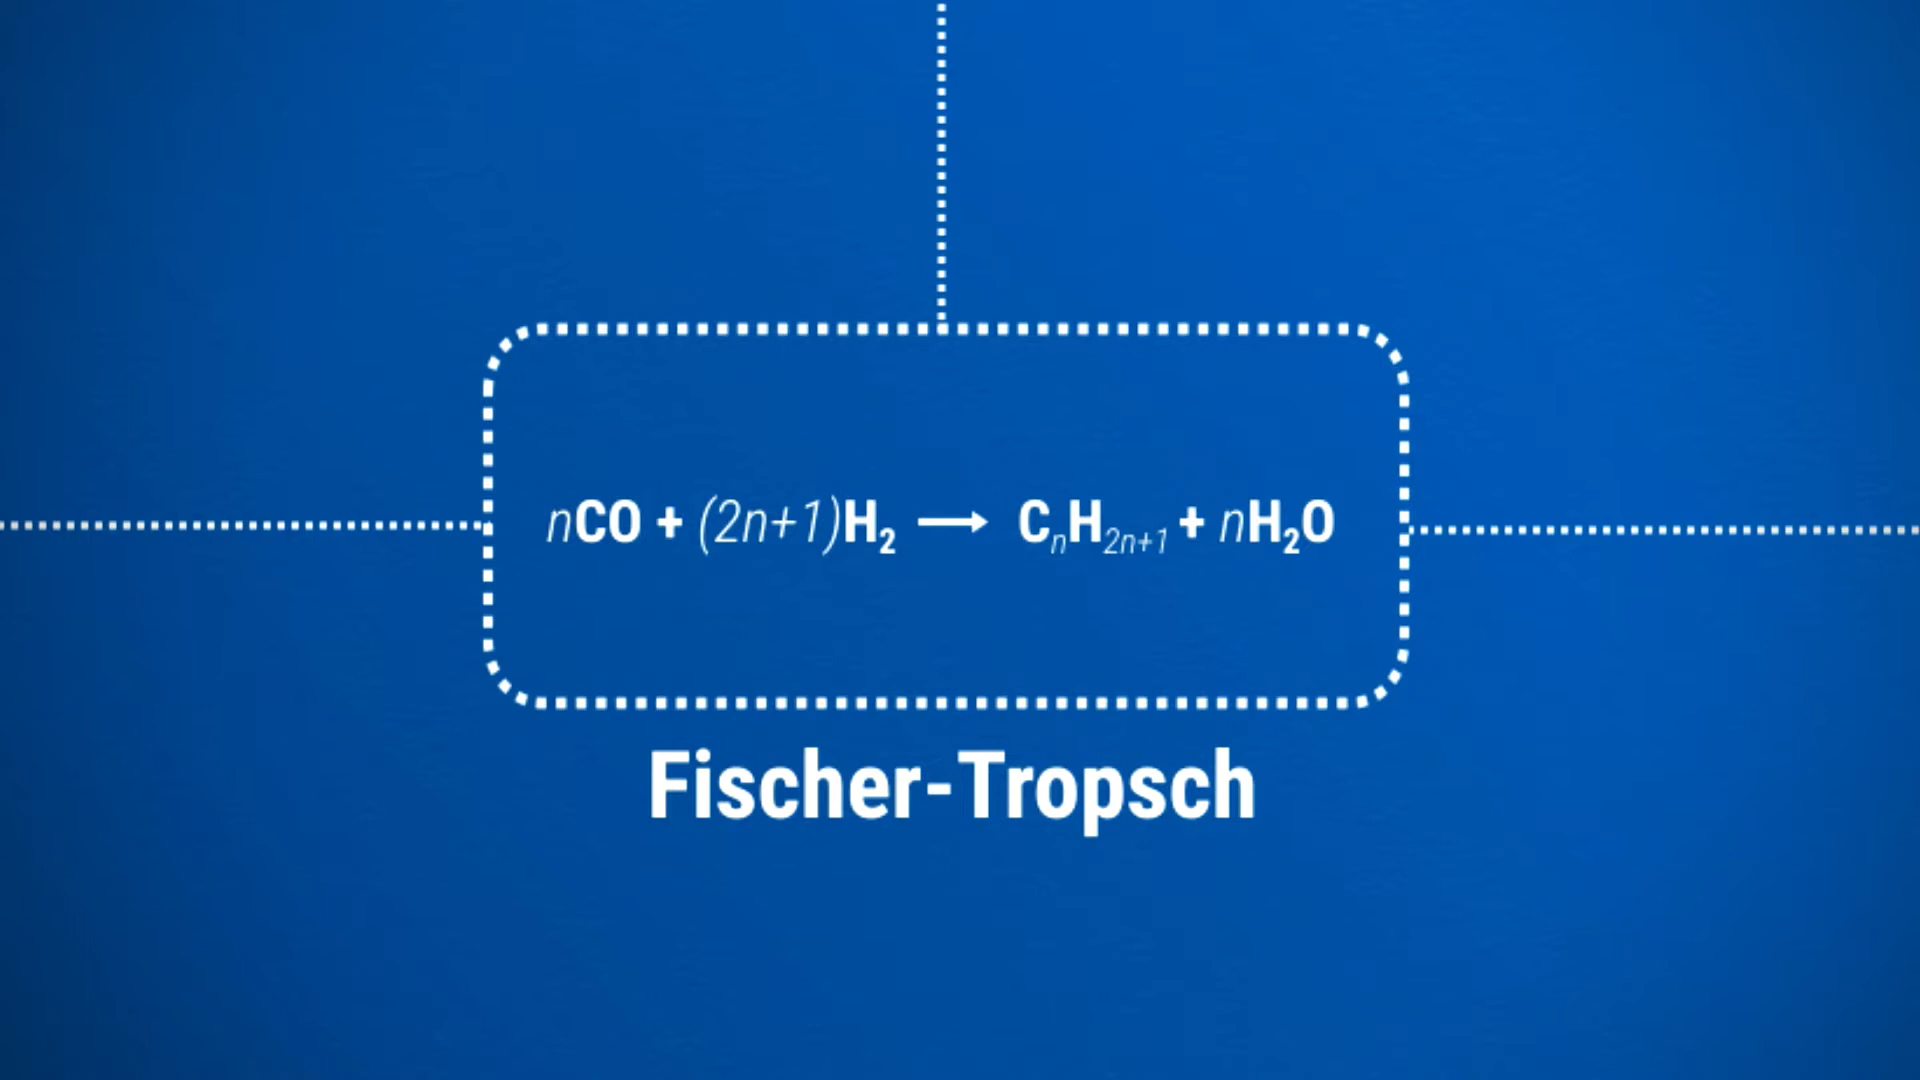 nCO + (2n+1)H₂ ⟶ CₙH₂ₙ₊₁ + nH₂O
Fischer-Tropsch